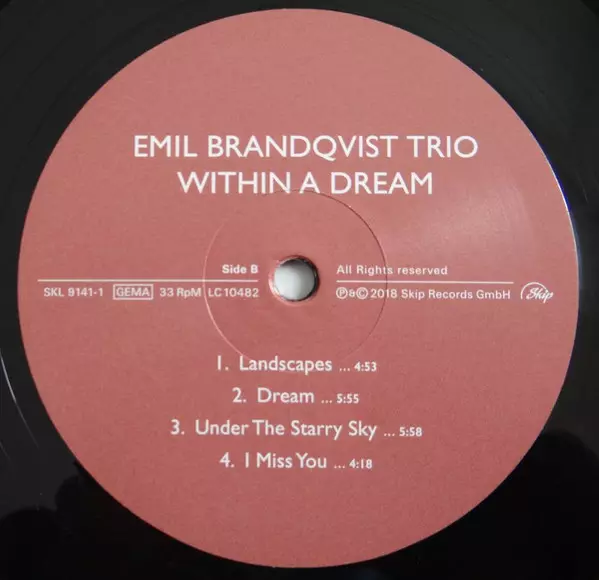 EMIL BRANDQVIST TRIO
WITHIN A DREAM
Side B
All Rights reserved
SKL 9141-1 GEMA 33 RpM LC 10482
℗&© 2018 Skip Records GmbH Skip
1. Landscapes ... 4:53
2. Dream ... 5:55
3. Under The Starry Sky ... 5:58
4. I Miss You ... 4:18